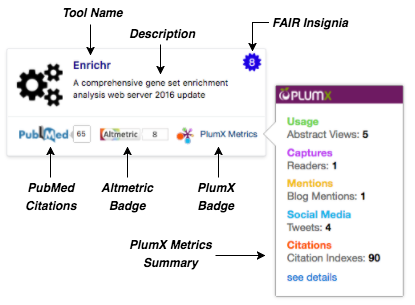 Tool Name
Description
FAIR Insignia
Enrichr
8
A comprehensive gene set enrichment
analysis web server 2016 update
PubMed 65 Altmetric 8 PlumX Metrics
PubMed
Citations
Altmetric
Badge
PlumX
Badge
PlumX Metrics
Summary
PLUMX
Usage
Abstract Views: 5
Captures
Readers: 1
Mentions
Blog Mentions: 1
Social Media
Tweets: 4
Citations
Citation Indexes: 90
see details